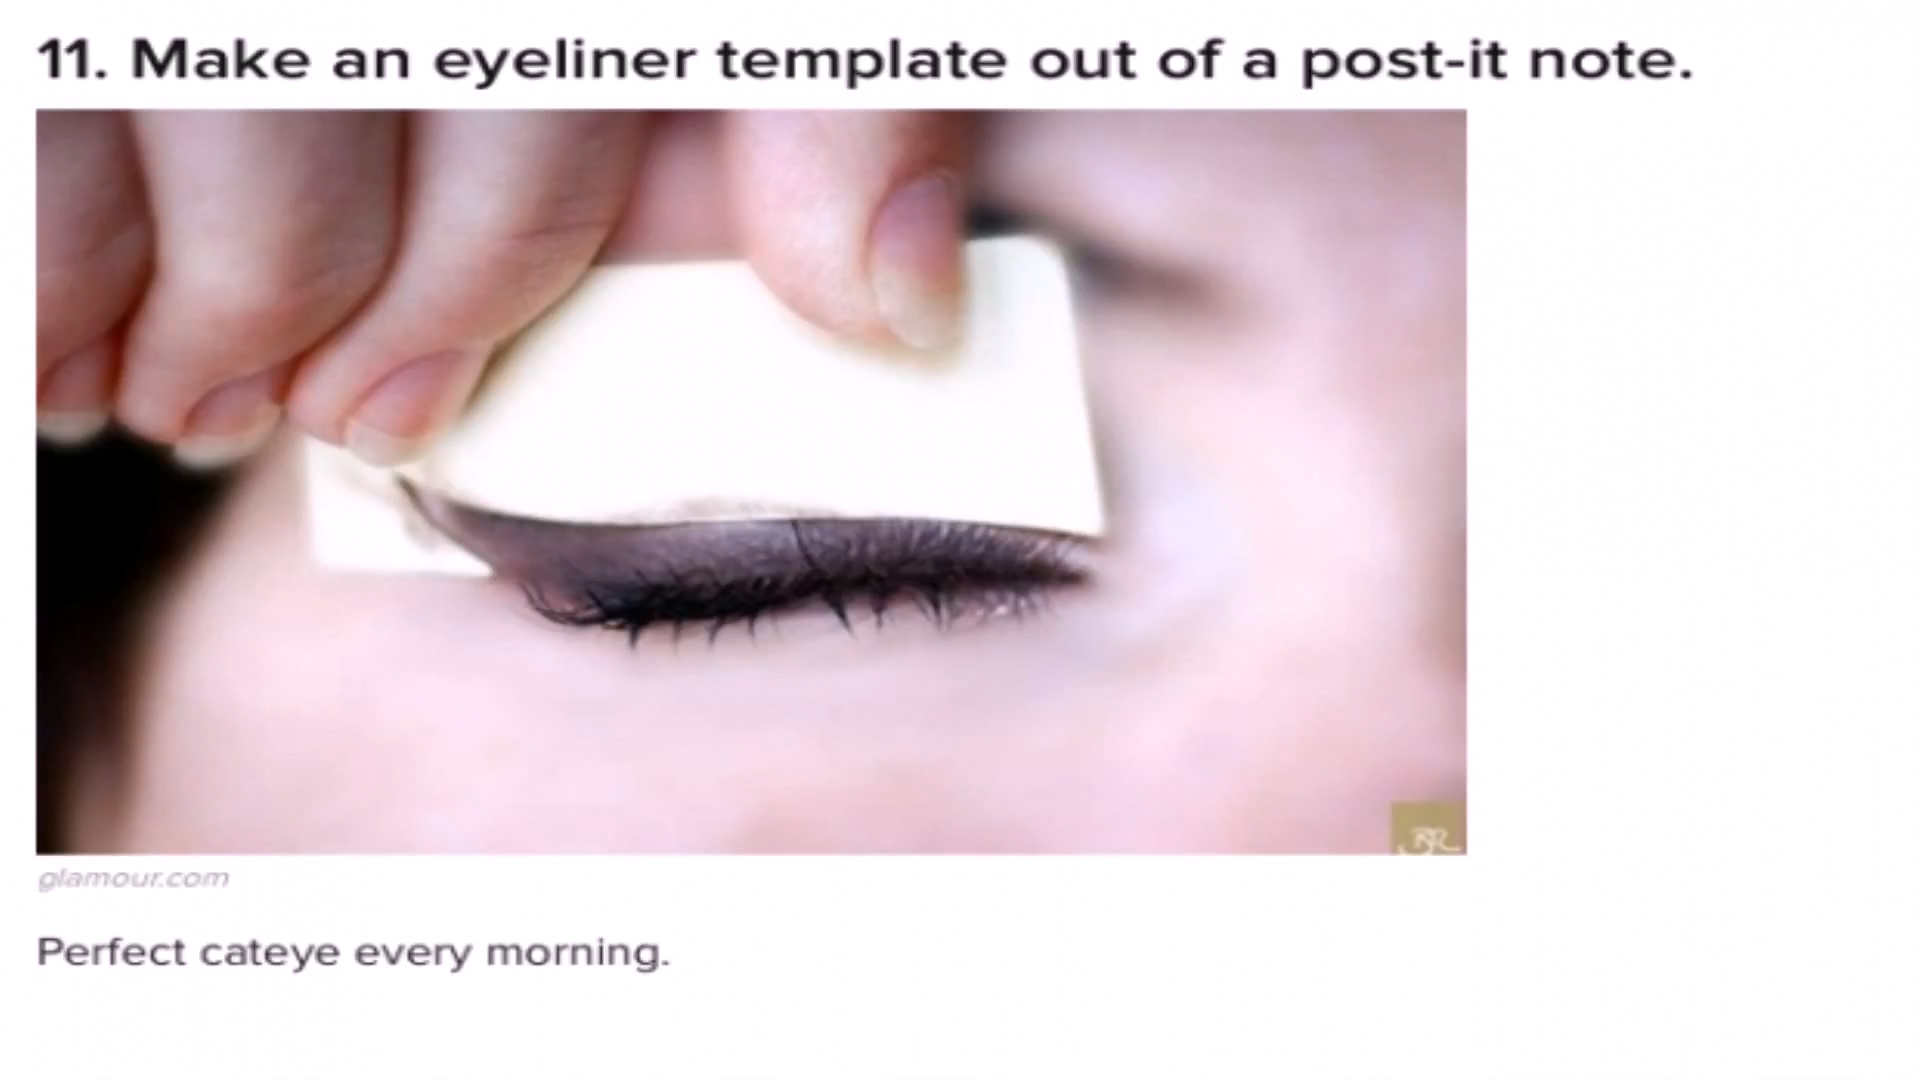 11. Make an eyeliner template out of a post-it note.
glamour.com
Perfect cateye every morning.